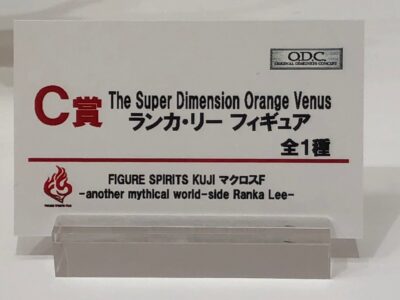 O.D.C.
ORIGINAL DIMENSION CONCEPT
C賞
The Super Dimension Orange Venus
ランカ・リー フィギュア
全1種
FIGURE SPIRITS KUJI マクロスF
-another mythical world-side Ranka Lee-